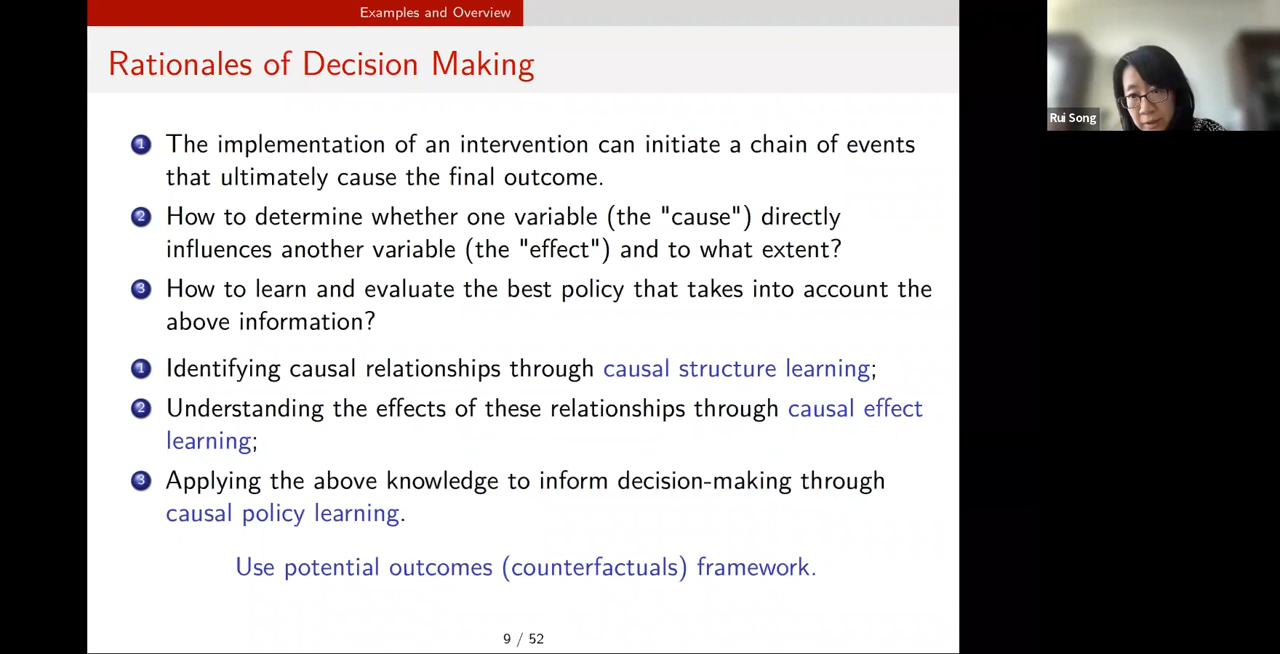 Examples and Overview
Rationales of Decision Making
1 The implementation of an intervention can initiate a chain of events
that ultimately cause the final outcome.
2 How to determine whether one variable (the "cause") directly
influences another variable (the "effect") and to what extent?
3 How to learn and evaluate the best policy that takes into account the
above information?
1 Identifying causal relationships through causal structure learning;
2 Understanding the effects of these relationships through causal effect
learning;
3 Applying the above knowledge to inform decision-making through
causal policy learning.
Use potential outcomes (counterfactuals) framework.
9 / 52
Rui Song